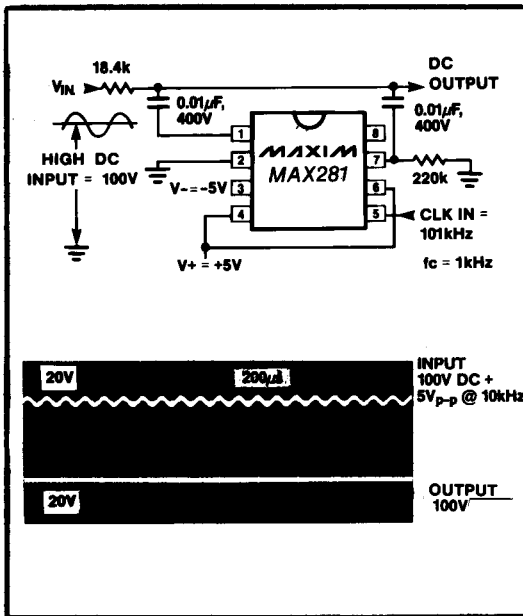 18.4k
V_IN
DC
OUTPUT
0.01µF,
400V
0.01µF,
400V
HIGH DC
INPUT = 100V
1
2
3
4
8
7
6
5
MAXIM
MAX281
V– = –5V
220k
CLK IN =
101kHz
V+ = +5V
fc = 1kHz
20V
200µs
INPUT
100V DC +
5Vp-p @ 10kHz
20V
OUTPUT
100V